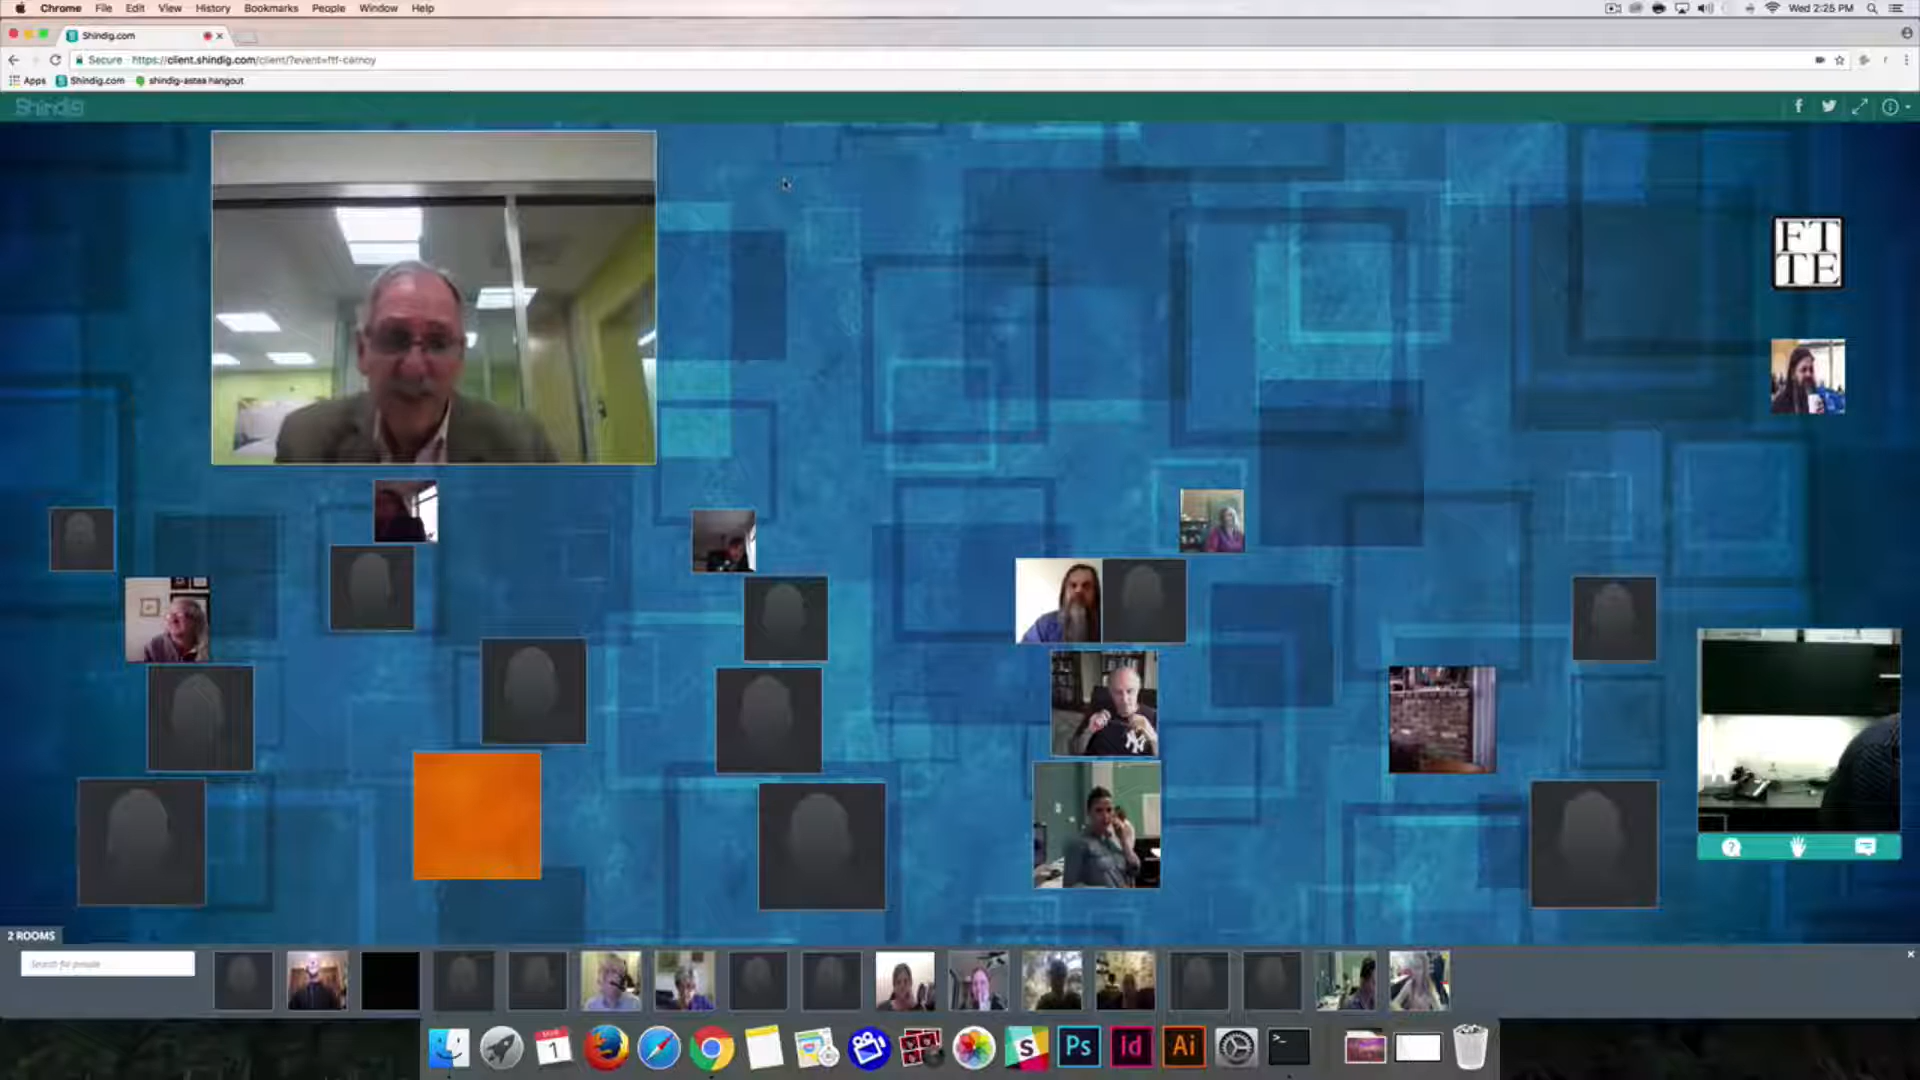 Chrome File Edit View History Bookmarks People Window Help
Wed 2:25 PM
Shindig.com
Secure https://client.shindig.com/client/?event=ftf-carnoy
Apps Shindig.com shindig-astea hangout
Shindig
FT
TE
2 ROOMS
Search for people
MAR
1
S
Ps
Id
Ai
>_